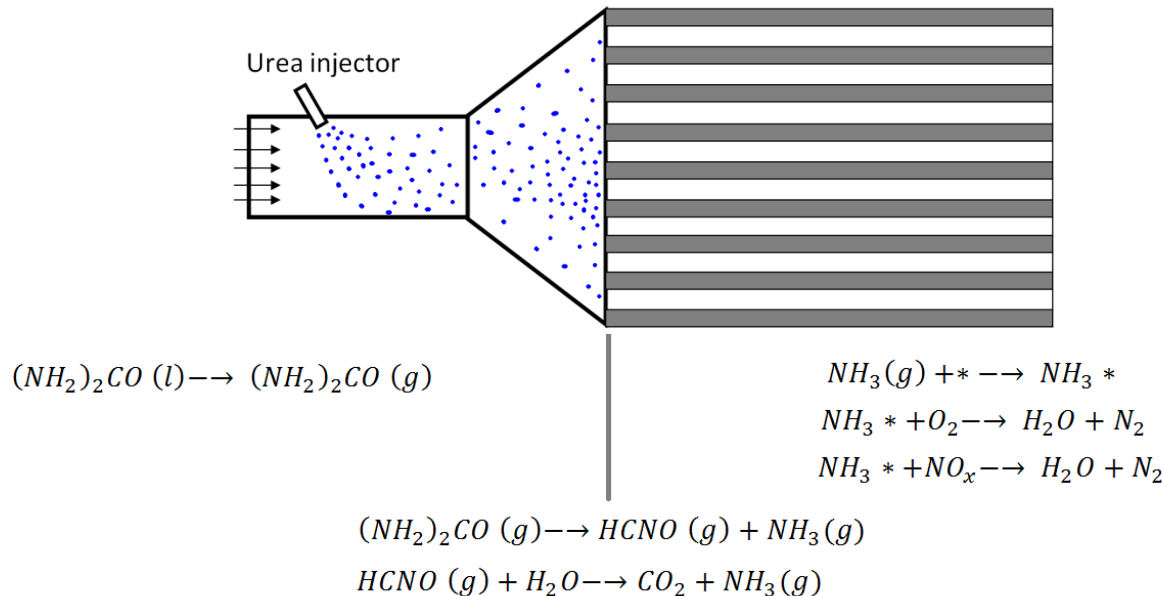 Urea injector
(NH₂)₂CO (l)⟶ (NH₂)₂CO (g)
NH₃(g) +∗ ⟶ NH₃ ∗
NH₃ ∗ +O₂⟶ H₂O + N₂
NH₃ ∗ +NOₓ⟶ H₂O + N₂
(NH₂)₂CO (g)⟶ HCNO (g) + NH₃(g)
HCNO (g) + H₂O⟶ CO₂ + NH₃(g)